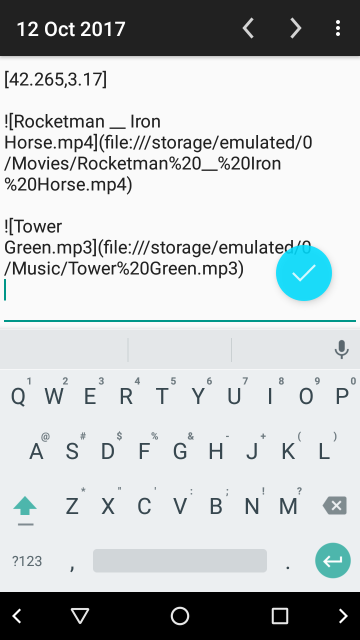 12 Oct 2017
[42.265,3.17]
![Rocketman __ Iron
Horse.mp4](file:///storage/emulated/0
/Movies/Rocketman%20__%20Iron
%20Horse.mp4)
![Tower
Green.mp3](file:///storage/emulated/0
/Music/Tower%20Green.mp3)
1 2 3 4 5 6 7 8 9 0
Q W E R T Y U I O P
@ # $ % & - + ( )
A S D F G H J K L
* " ' : ; ! ?
Z X C V B N M
?123 , .